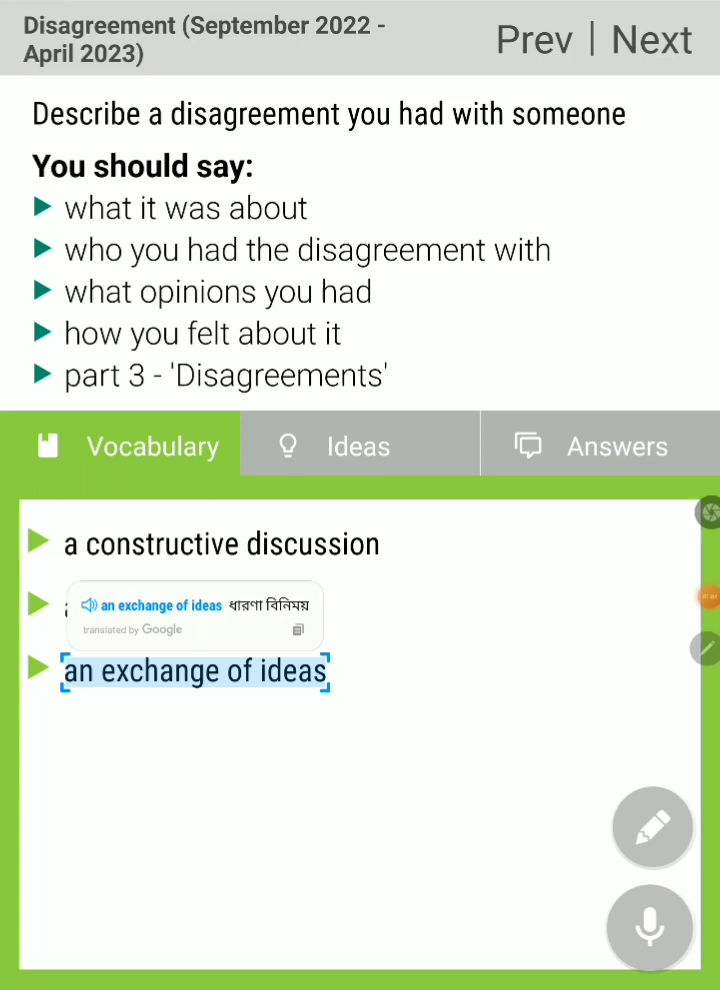 Disagreement (September 2022 -
April 2023)
Prev | Next
Describe a disagreement you had with someone
You should say:
what it was about
who you had the disagreement with
what opinions you had
how you felt about it
part 3 - 'Disagreements'
Vocabulary
Ideas
Answers
a constructive discussion
an exchange of ideas ধারণা বিনিময়
translated by Google
an exchange of ideas